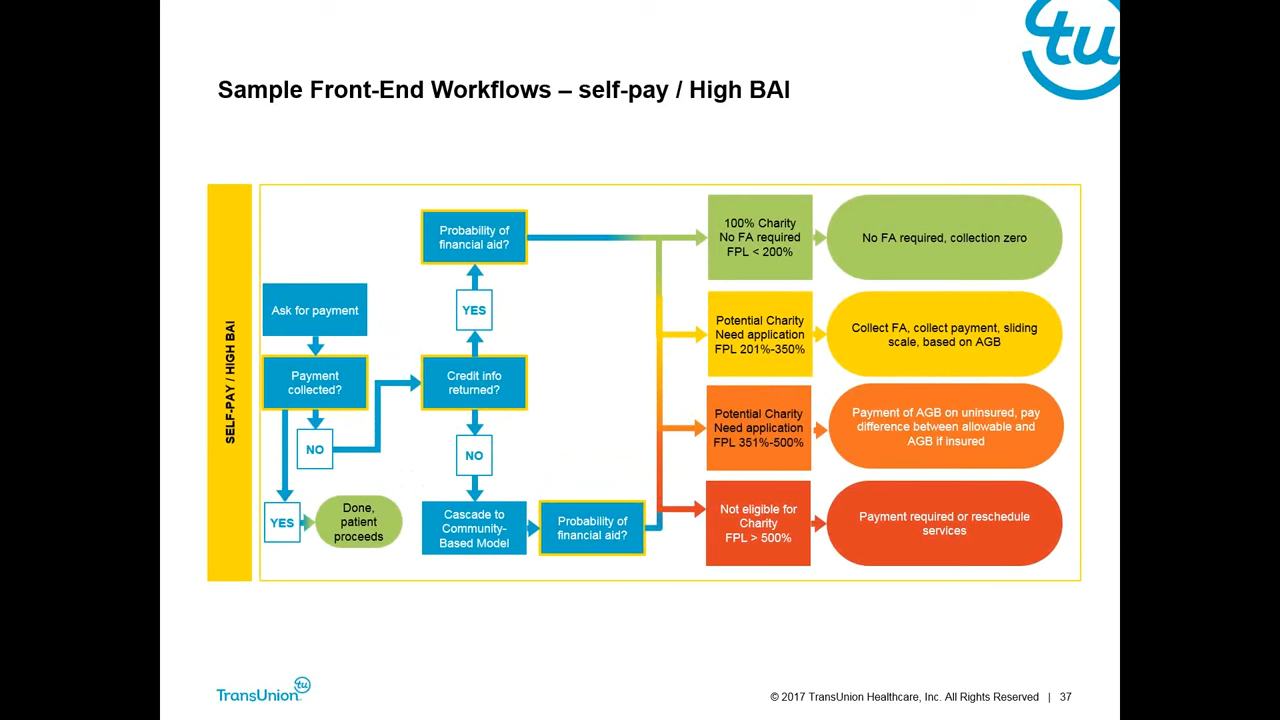 tu
Sample Front-End Workflows – self-pay / High BAI
SELF-PAY / HIGH BAI
Ask for payment
Payment
collected?
NO
YES
Done,
patient
proceeds
Probability of
financial aid?
YES
Credit info
returned?
NO
Cascade to
Community-
Based Model
Probability of
financial aid?
100% Charity
No FA required
FPL < 200%
No FA required, collection zero
Potential Charity
Need application
FPL 201%-350%
Collect FA, collect payment, sliding
scale, based on AGB
Potential Charity
Need application
FPL 351%-500%
Payment of AGB on uninsured, pay
difference between allowable and
AGB if insured
Not eligible for
Charity
FPL > 500%
Payment required or reschedule
services
TransUnion tu
© 2017 TransUnion Healthcare, Inc. All Rights Reserved | 37